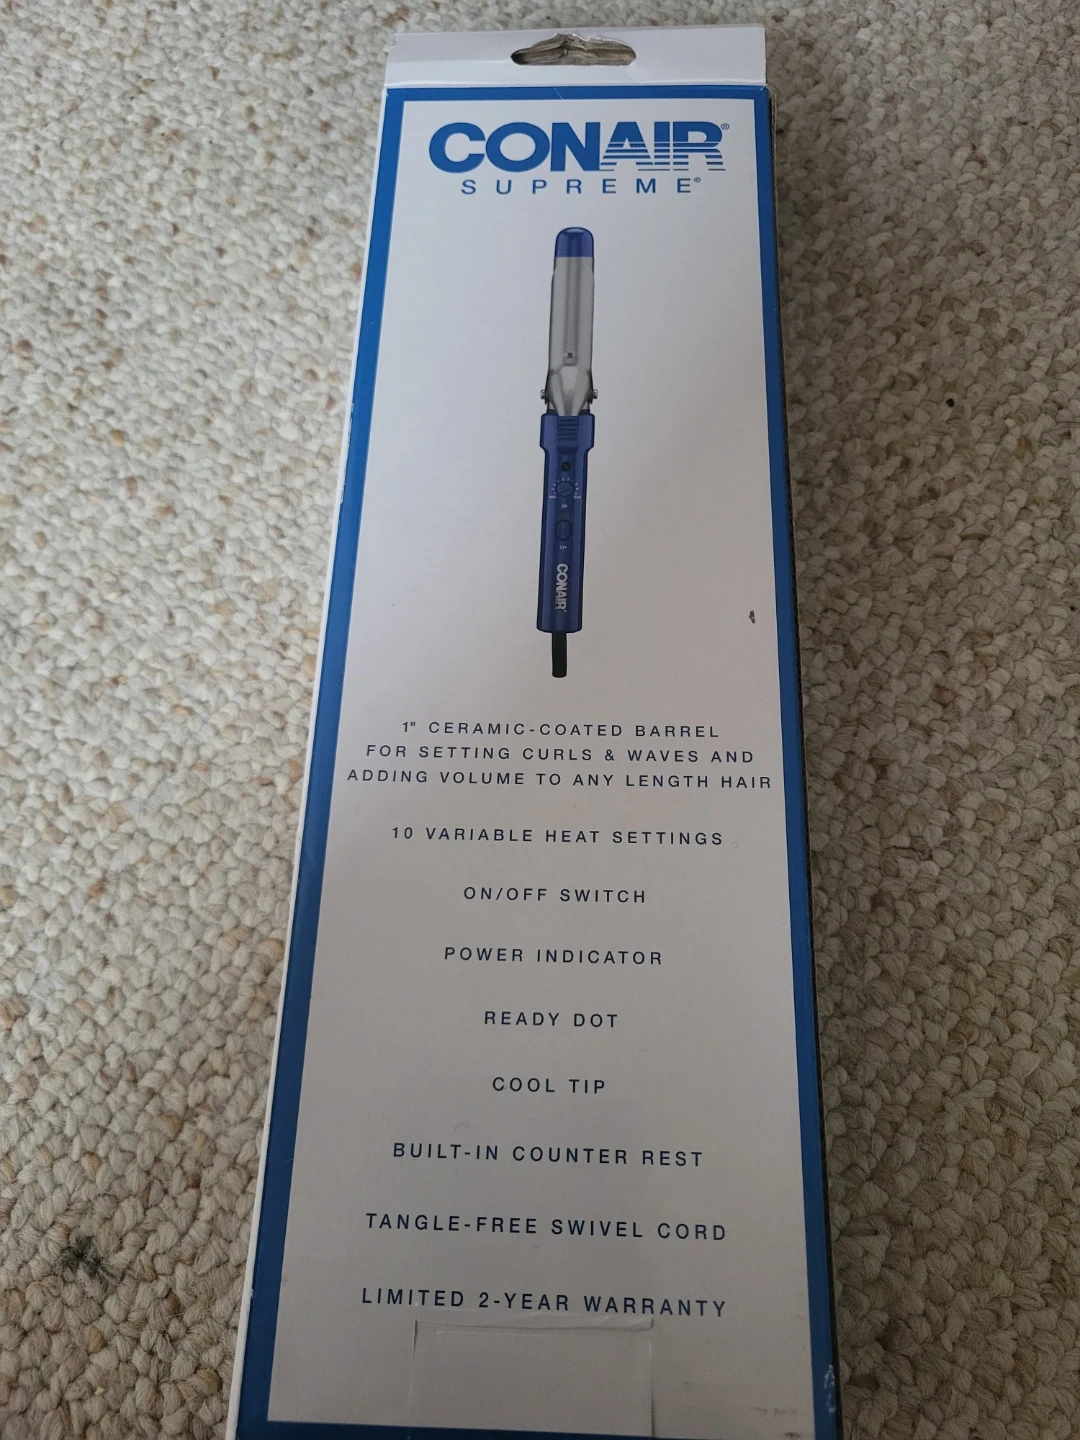 CONAIR®
SUPREME®
ON
OFF
CONAIR
1" CERAMIC-COATED BARREL
FOR SETTING CURLS & WAVES AND
ADDING VOLUME TO ANY LENGTH HAIR
10 VARIABLE HEAT SETTINGS
ON/OFF SWITCH
POWER INDICATOR
READY DOT
COOL TIP
BUILT-IN COUNTER REST
TANGLE-FREE SWIVEL CORD
LIMITED 2-YEAR WARRANTY